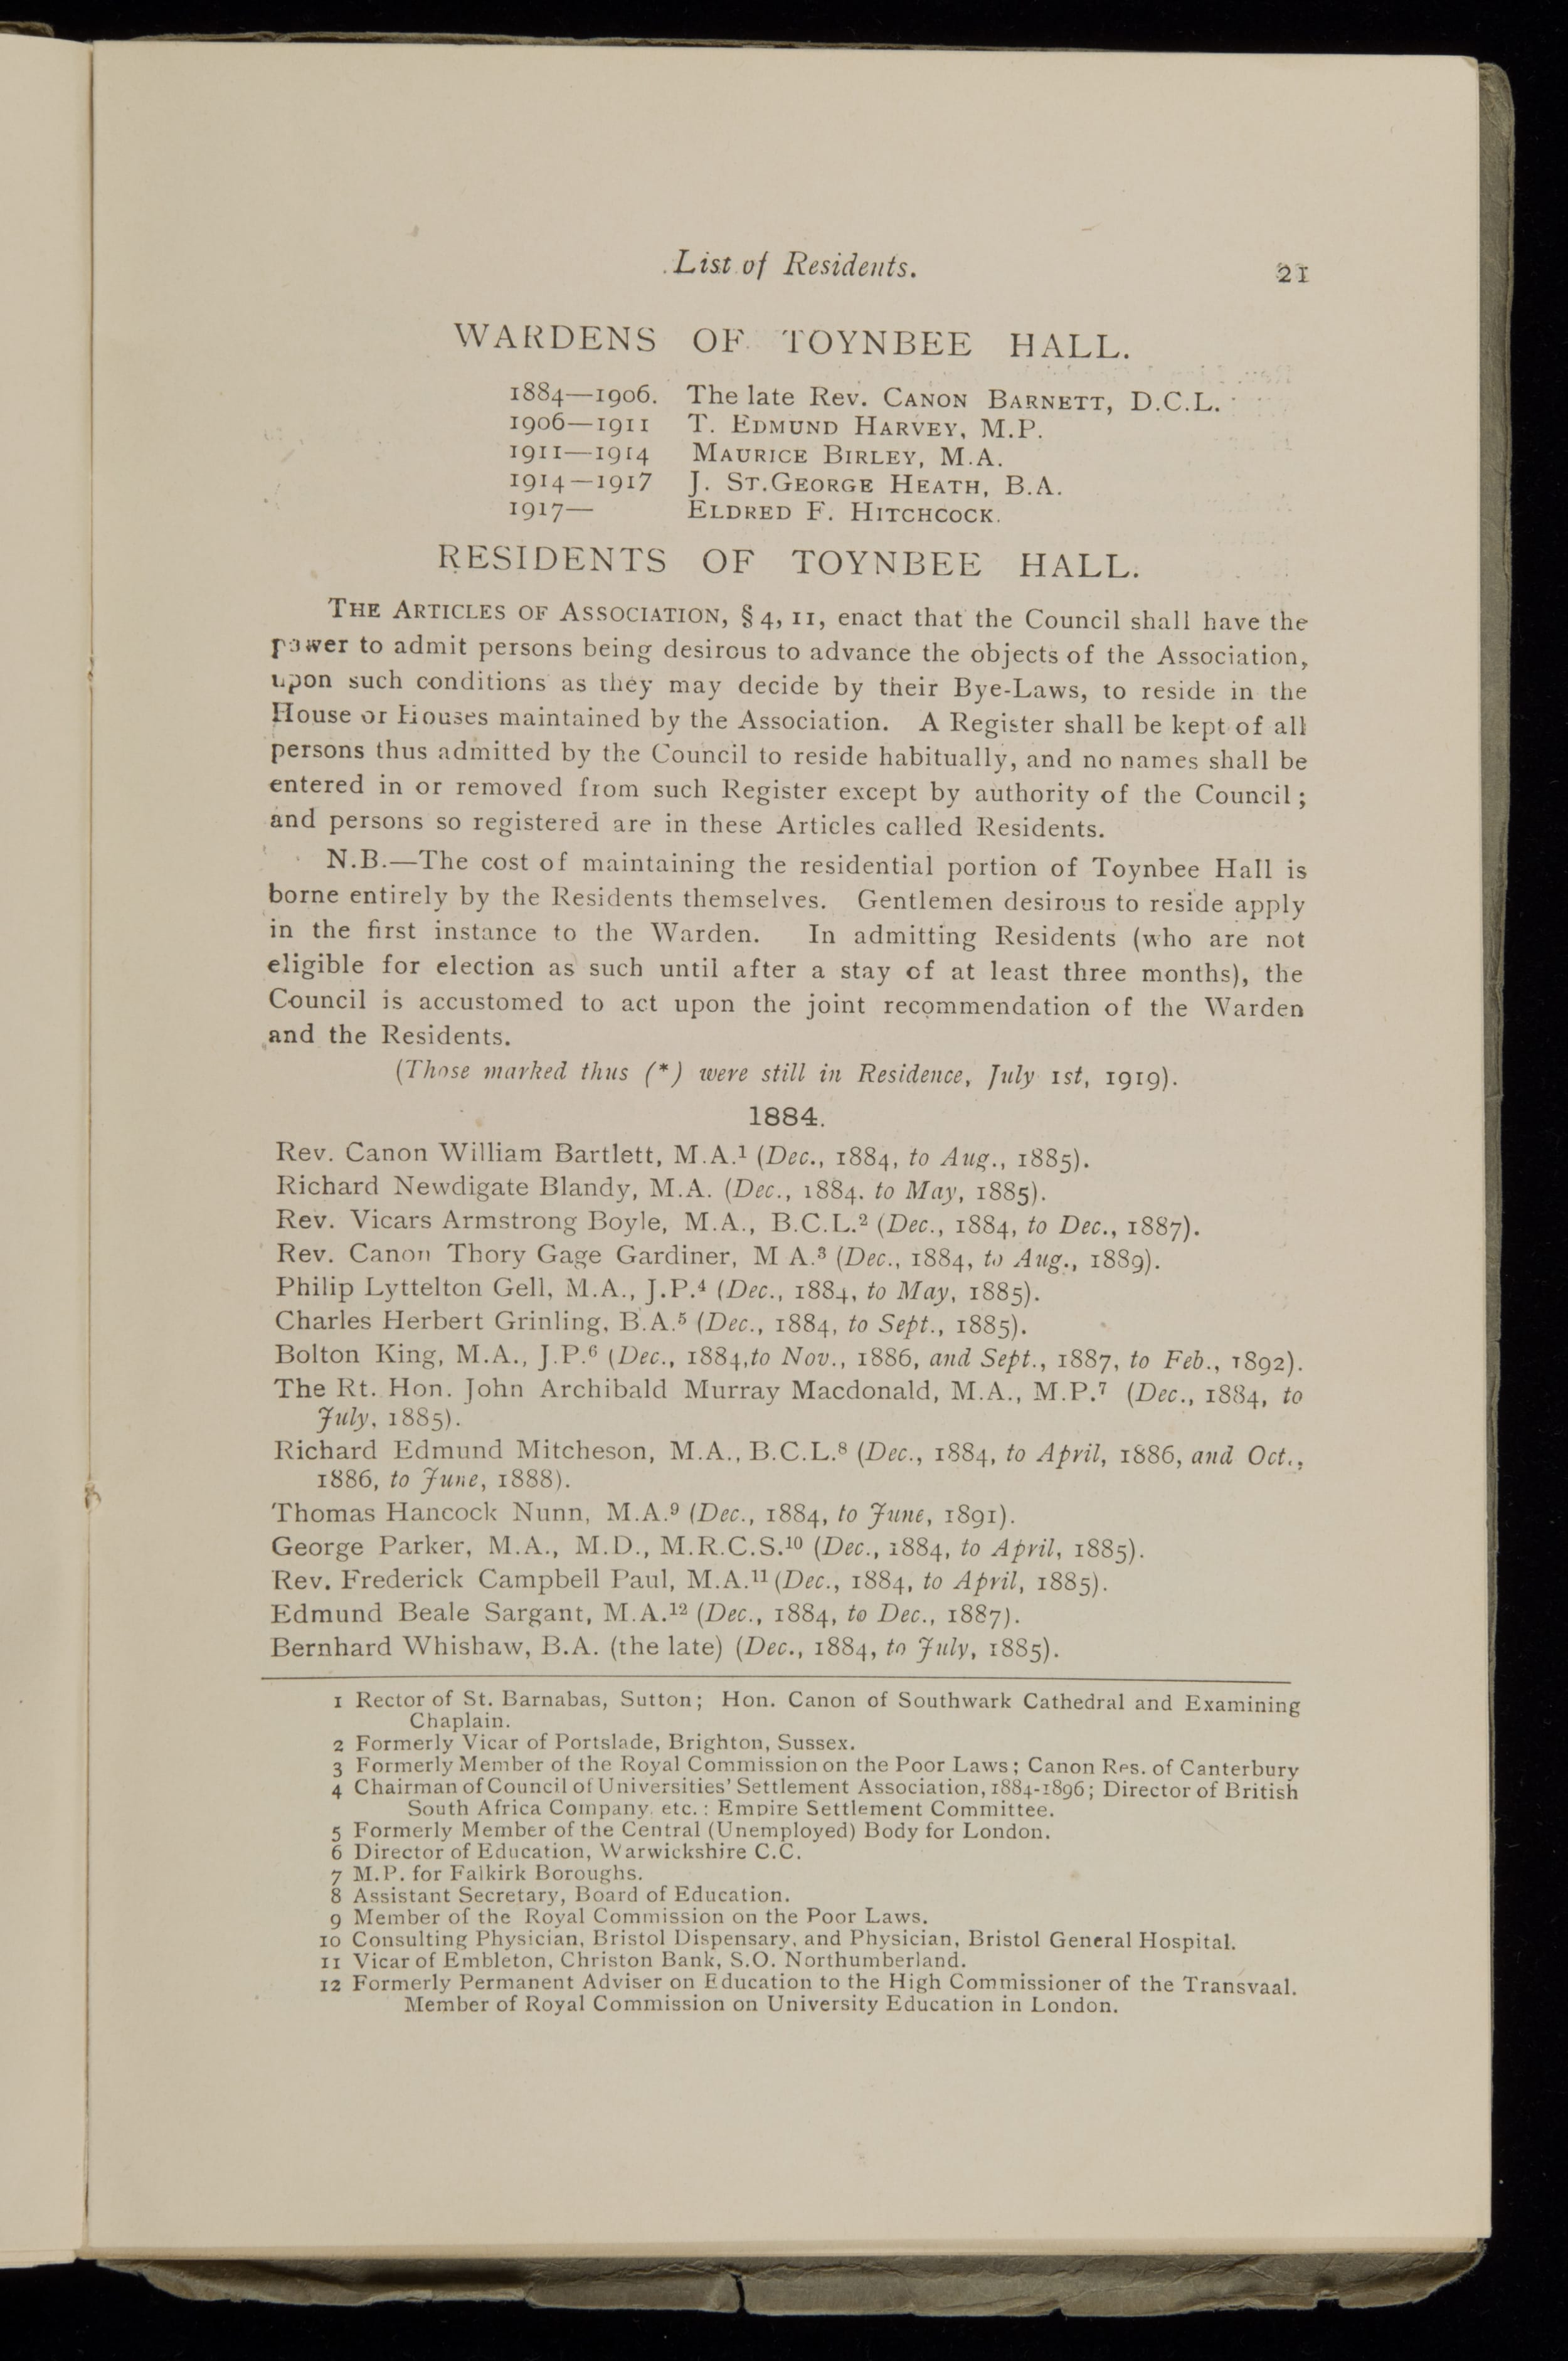 List of Residents.
21
WARDENS OF TOYNBEE HALL.
1884—1906. The late Rev. CANON BARNETT, D.C.L.
1906—1911 T. EDMUND HARVEY, M.P.
1911—1914 MAURICE BIRLEY, M.A.
1914—1917 J. ST.GEORGE HEATH, B.A.
1917— ELDRED F. HITCHCOCK.
RESIDENTS OF TOYNBEE HALL.
THE ARTICLES OF ASSOCIATION, § 4, 11, enact that the Council shall have the
power to admit persons being desirous to advance the objects of the Association,
upon such conditions as they may decide by their Bye-Laws, to reside in the
House or Houses maintained by the Association. A Register shall be kept of all
persons thus admitted by the Council to reside habitually, and no names shall be
entered in or removed from such Register except by authority of the Council ;
and persons so registered are in these Articles called Residents.
N.B.—The cost of maintaining the residential portion of Toynbee Hall is
borne entirely by the Residents themselves. Gentlemen desirous to reside apply
in the first instance to the Warden. In admitting Residents (who are not
eligible for election as such until after a stay of at least three months), the
Council is accustomed to act upon the joint recommendation of the Warden
and the Residents.
(Those marked thus (*) were still in Residence, July 1st, 1919).
1884.
Rev. Canon William Bartlett, M.A.¹ (Dec., 1884, to Aug., 1885).
Richard Newdigate Blandy, M.A. (Dec., 1884. to May, 1885).
Rev. Vicars Armstrong Boyle, M.A., B.C.L.² (Dec., 1884, to Dec., 1887).
Rev. Canon Thory Gage Gardiner, M A.³ (Dec., 1884, to Aug., 1889).
Philip Lyttelton Gell, M.A., J.P.⁴ (Dec., 1884, to May, 1885).
Charles Herbert Grinling, B.A.⁵ (Dec., 1884, to Sept., 1885).
Bolton King, M.A., J.P.⁶ (Dec., 1884,to Nov., 1886, and Sept., 1887, to Feb., 1892).
The Rt. Hon. John Archibald Murray Macdonald, M.A., M.P.⁷ (Dec., 1884, to
July, 1885).
Richard Edmund Mitcheson, M.A., B.C.L.⁸ (Dec., 1884, to April, 1886, and Oct.,
1886, to June, 1888).
Thomas Hancock Nunn, M.A.⁹ (Dec., 1884, to June, 1891).
George Parker, M.A., M.D., M.R.C.S.¹⁰ (Dec., 1884, to April, 1885).
Rev. Frederick Campbell Paul, M.A.¹¹ (Dec., 1884, to April, 1885).
Edmund Beale Sargant, M.A.¹² (Dec., 1884, to Dec., 1887).
Bernhard Whishaw, B.A. (the late) (Dec., 1884, to July, 1885).
1 Rector of St. Barnabas, Sutton; Hon. Canon of Southwark Cathedral and Examining
Chaplain.
2 Formerly Vicar of Portslade, Brighton, Sussex.
3 Formerly Member of the Royal Commission on the Poor Laws; Canon Res. of Canterbury
4 Chairman of Council of Universities' Settlement Association, 1884-1896; Director of British
South Africa Company. etc. : Empire Settlement Committee.
5 Formerly Member of the Central (Unemployed) Body for London.
6 Director of Education, Warwickshire C.C.
7 M.P. for Falkirk Boroughs.
8 Assistant Secretary, Board of Education.
9 Member of the Royal Commission on the Poor Laws.
10 Consulting Physician, Bristol Dispensary, and Physician, Bristol General Hospital.
11 Vicar of Embleton, Christon Bank, S.O. Northumberland.
12 Formerly Permanent Adviser on Education to the High Commissioner of the Transvaal.
Member of Royal Commission on University Education in London.